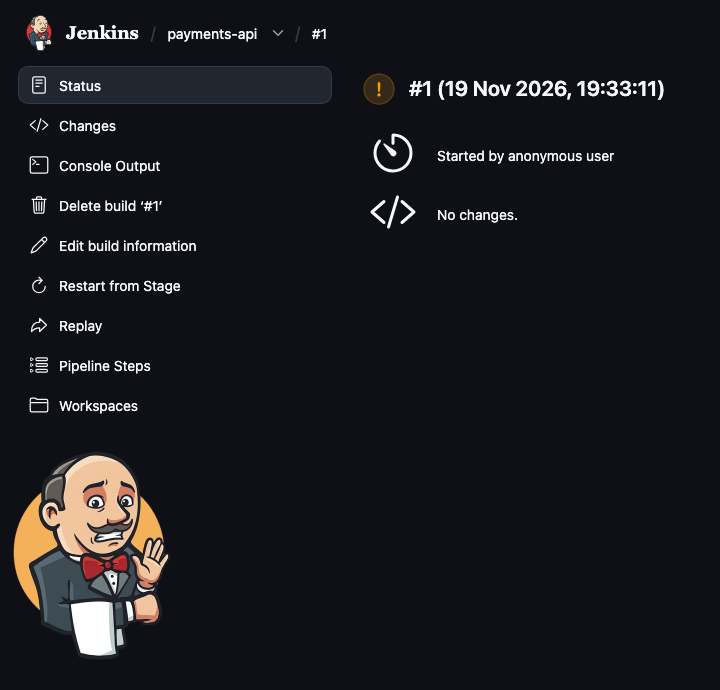 Jenkins / payments-api / #1
Status
Changes
Console Output
Delete build ‘#1’
Edit build information
Restart from Stage
Replay
Pipeline Steps
Workspaces
! #1 (19 Nov 2026, 19:33:11)
Started by anonymous user
No changes.